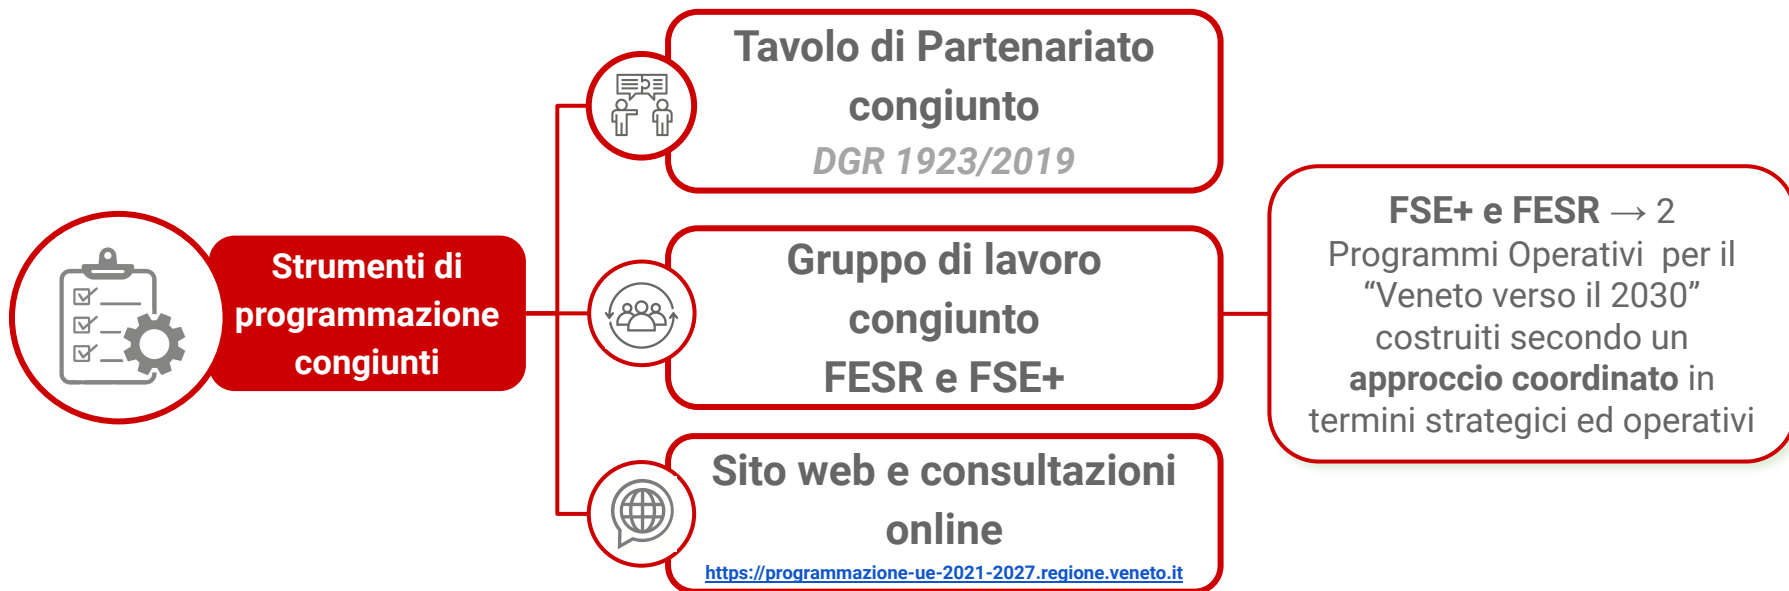 Strumenti di
programmazione
congiunti
Tavolo di Partenariato
congiunto
DGR 1923/2019
Gruppo di lavoro
congiunto
FESR e FSE+
Sito web e consultazioni
online
https://programmazione-ue-2021-2027.regione.veneto.it
FSE+ e FESR → 2
Programmi Operativi per il
“Veneto verso il 2030”
costruiti secondo un
approccio coordinato in
termini strategici ed operativi